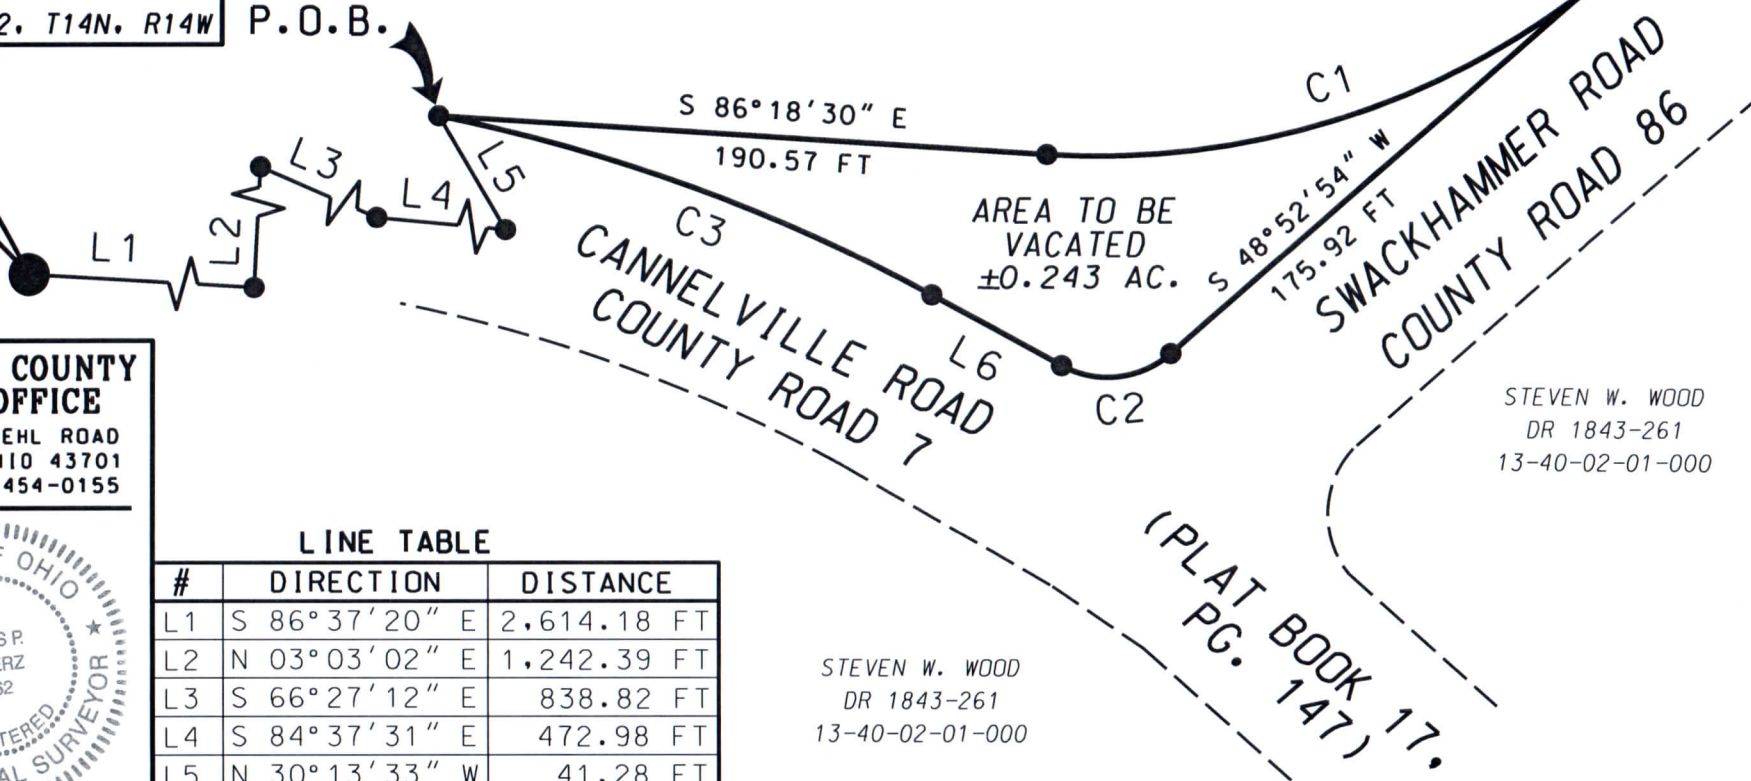 2, T14N, R14W
P.O.B.
S 86°18'30" E
190.57 FT
C1
S 48°52'54" W
175.92 FT
SWACKHAMMER ROAD
COUNTY ROAD 86
L1
L2
L3
L4
L5
C3
AREA TO BE
VACATED
±0.243 AC.
CANNELVILLE ROAD
COUNTY ROAD 7
L6
C2
STEVEN W. WOOD
DR 1843-261
13-40-02-01-000
COUNTY
OFFICE
EHL ROAD
IO 43701
454-0155
OHIO
TERED
AL SURVEYOR
LINE TABLE
# DIRECTION DISTANCE
L1 S 86°37'20" E 2,614.18 FT
L2 N 03°03'02" E 1,242.39 FT
L3 S 66°27'12" E 838.82 FT
L4 S 84°37'31" E 472.98 FT
L5 N 30°13'33" W 41.28 FT
STEVEN W. WOOD
DR 1843-261
13-40-02-01-000
(PLAT BOOK 17,
PG. 147)